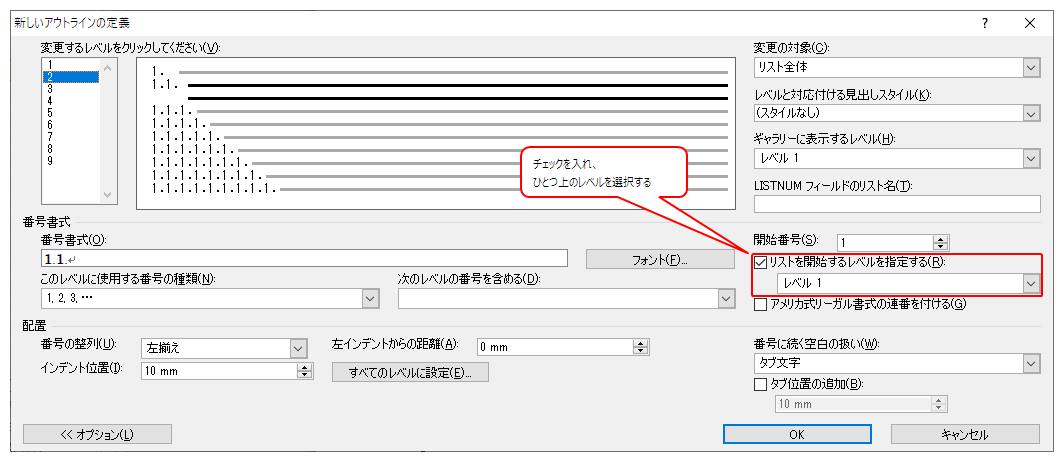 新しいアウトラインの定義
変更するレベルをクリックしてください(V):
1
2
3
4
5
6
7
8
9
1.
1.1.
1.1.1.
1.1.1.1.
1.1.1.1.1.
1.1.1.1.1.1.
1.1.1.1.1.1.1.
1.1.1.1.1.1.1.1.
1.1.1.1.1.1.1.1.1.
変更の対象(C):
リスト全体
レベルと対応付ける見出しスタイル(K):
(スタイルなし)
ギャラリーに表示するレベル(H):
レベル 1
LISTNUM フィールドのリスト名(T):
チェックを入れ、
ひとつ上のレベルを選択する
番号書式
番号書式(O):
1.1.↵
フォント(F)...
このレベルに使用する番号の種類(N):
1, 2, 3, …
次のレベルの番号を含める(D):
開始番号(S):
1
リストを開始するレベルを指定する(R):
レベル 1
アメリカ式リーガル書式の連番を付ける(G)
配置
番号の整列(U):
左揃え
左インデントからの距離(A):
0 mm
インデント位置(I):
10 mm
すべてのレベルに設定(E)...
番号に続く空白の扱い(W):
タブ文字
タブ位置の追加(B):
10 mm
<< オプション(L)
OK
キャンセル